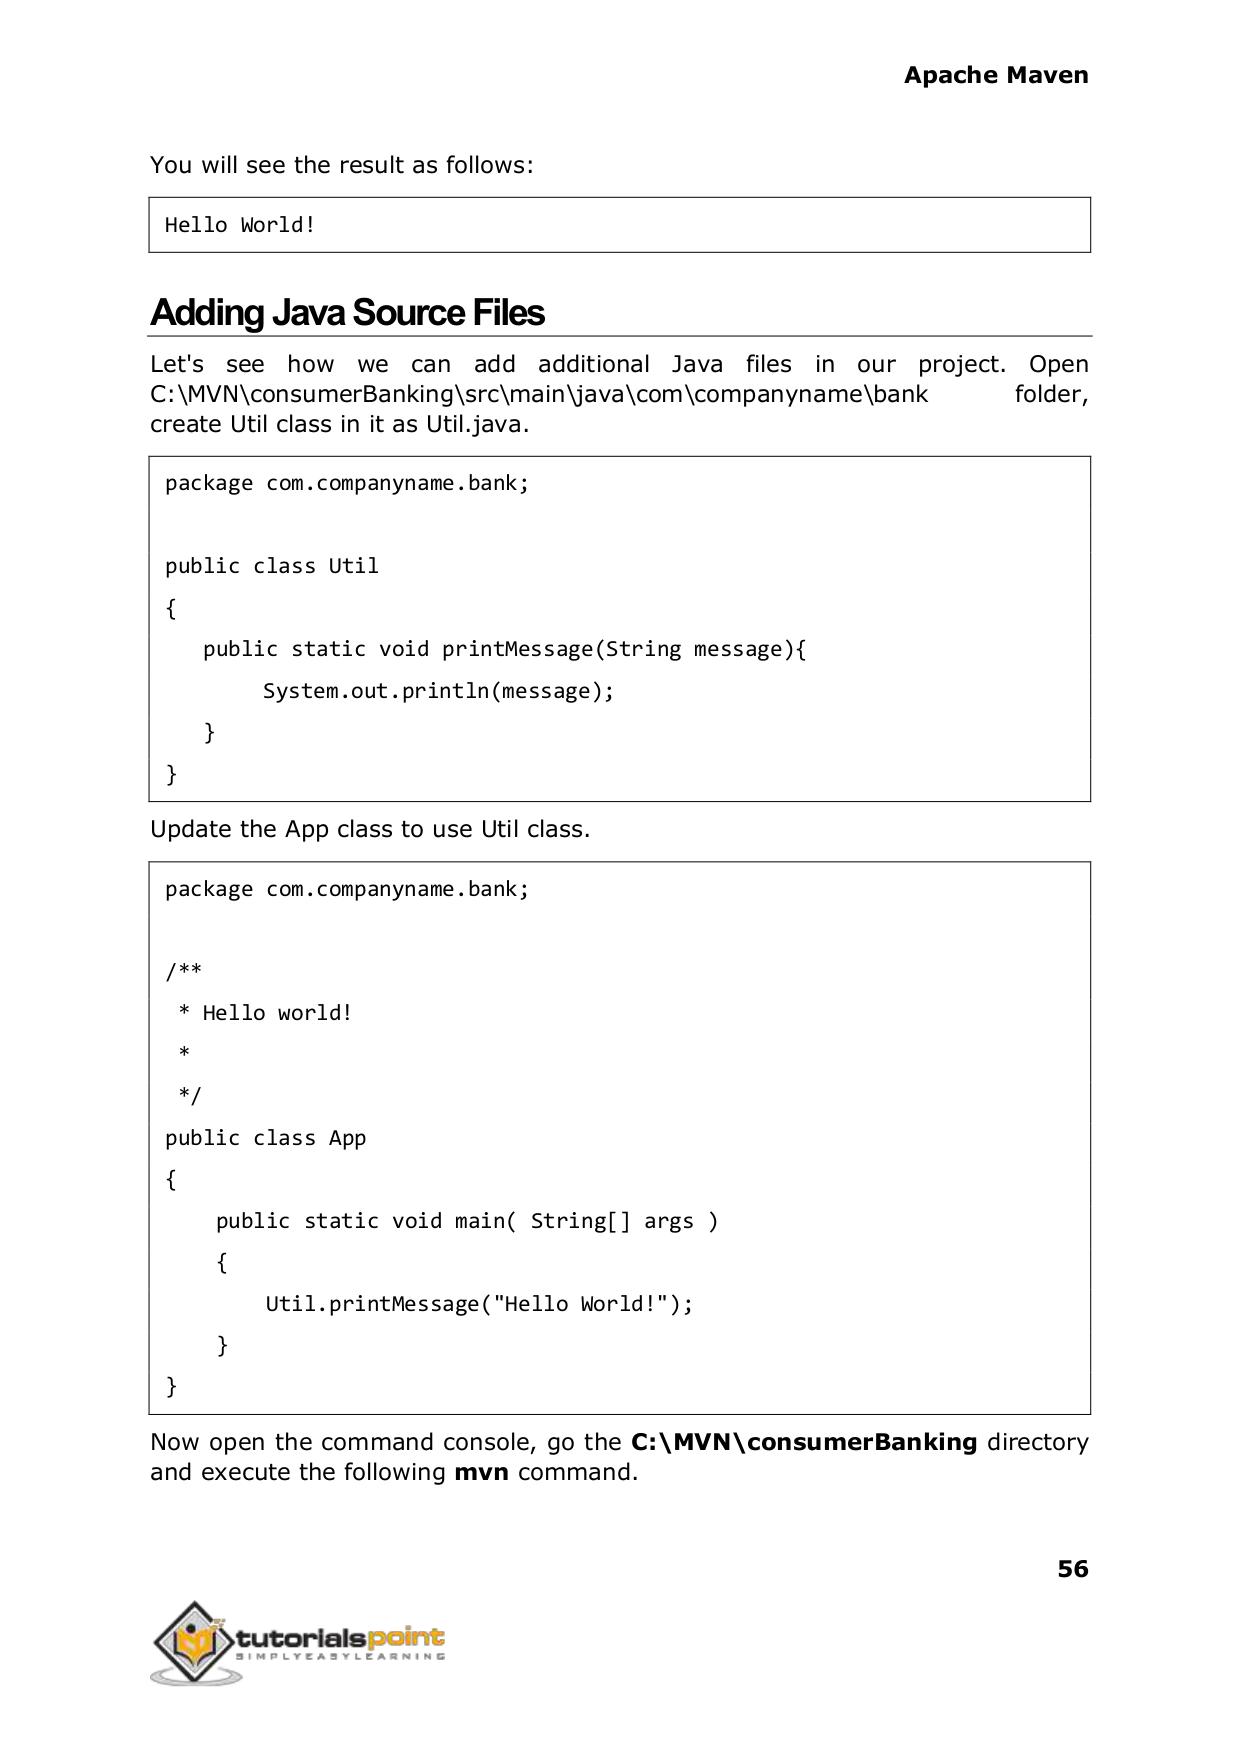 Apache Maven
You will see the result as follows:
Hello World!
Adding Java Source Files
Let's see how we can add additional Java files in our project. Open
C:\MVN\consumerBanking\src\main\java\com\companyname\bank folder,
create Util class in it as Util.java.
package com.companyname.bank;
public class Util
{
public static void printMessage(String message){
System.out.println(message);
}
}
Update the App class to use Util class.
package com.companyname.bank;
/**
* Hello world!
*
*/
public class App
{
public static void main( String[] args )
{
Util.printMessage("Hello World!");
}
}
Now open the command console, go the C:\MVN\consumerBanking directory
and execute the following mvn command.
56
tutorialspoint
SIMPLYEASYLEARNING